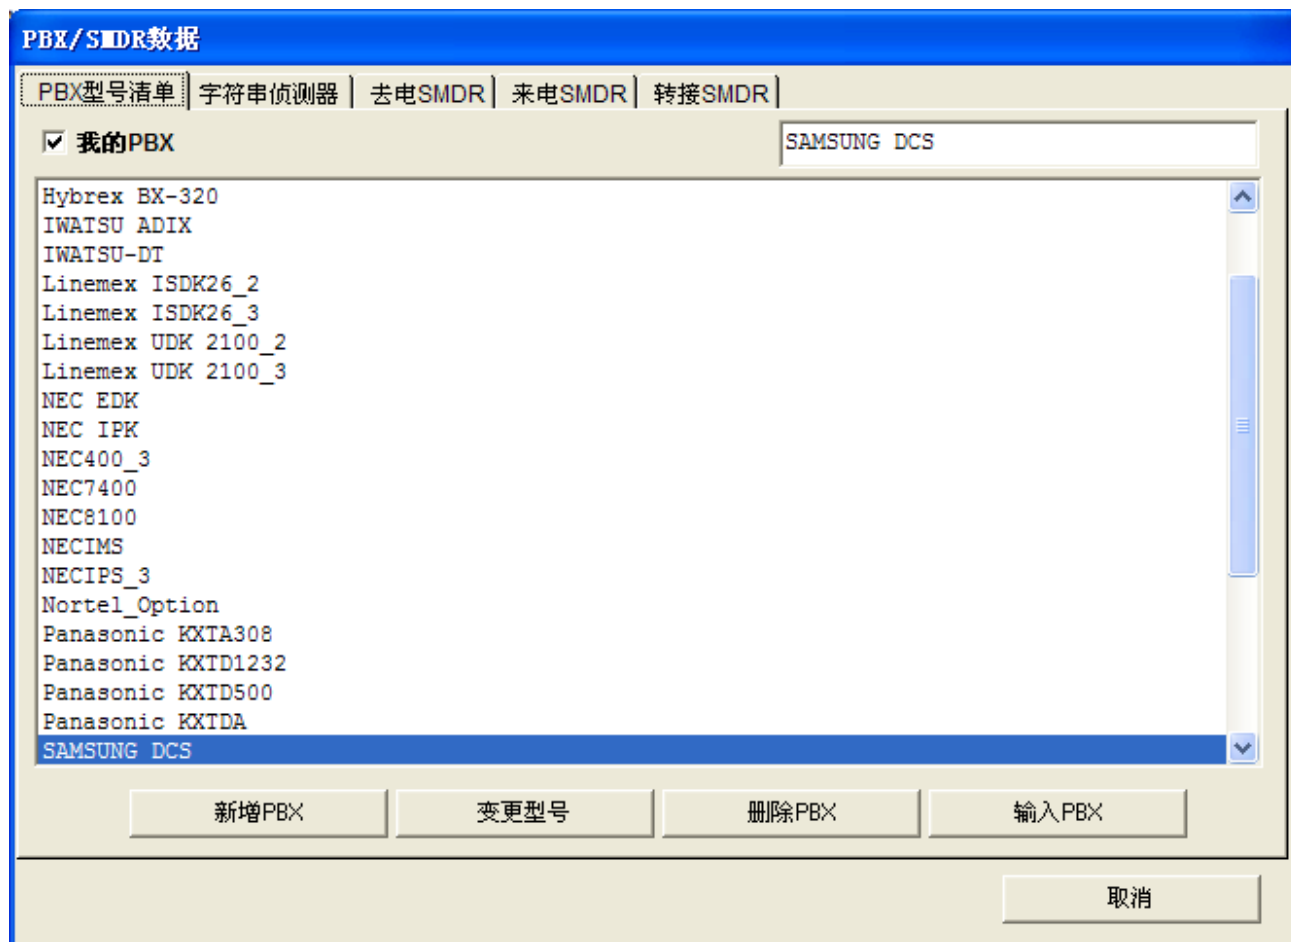 PBX/SMDR数据
PBX型号清单 字符串侦测器 去电SMDR 来电SMDR 转接SMDR
我的PBX SAMSUNG DCS
Hybrex BX-320
IWATSU ADIX
IWATSU-DT
Linemex ISDK26_2
Linemex ISDK26_3
Linemex UDK 2100_2
Linemex UDK 2100_3
NEC EDK
NEC IPK
NEC400_3
NEC7400
NEC8100
NECIMS
NECIPS_3
Nortel_Option
Panasonic KXTA308
Panasonic KXTD1232
Panasonic KXTD500
Panasonic KXTDA
SAMSUNG DCS
新增PBX 变更型号 册除PBX 输入PBX
取消